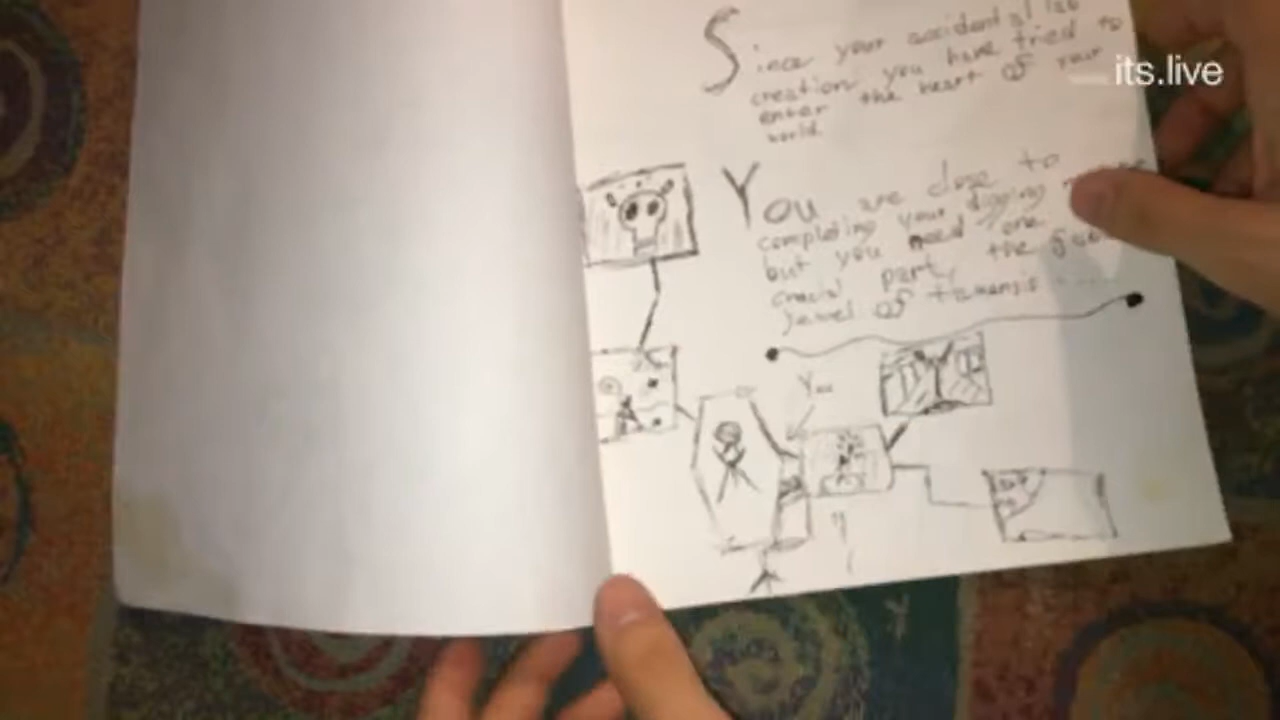 its.live
Since your accidental lab
creation, you have tried to
enter the heart of your
world.
You are close to
completing your digging
but you need one
crucial part, the
jewel of
You